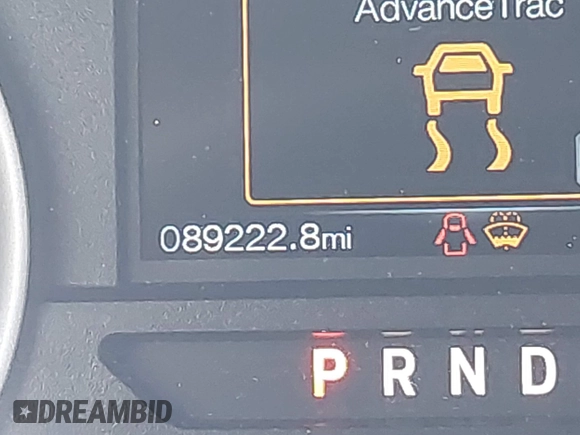 AdvanceTrac
089222.8mi
P R N D
DREAMBID